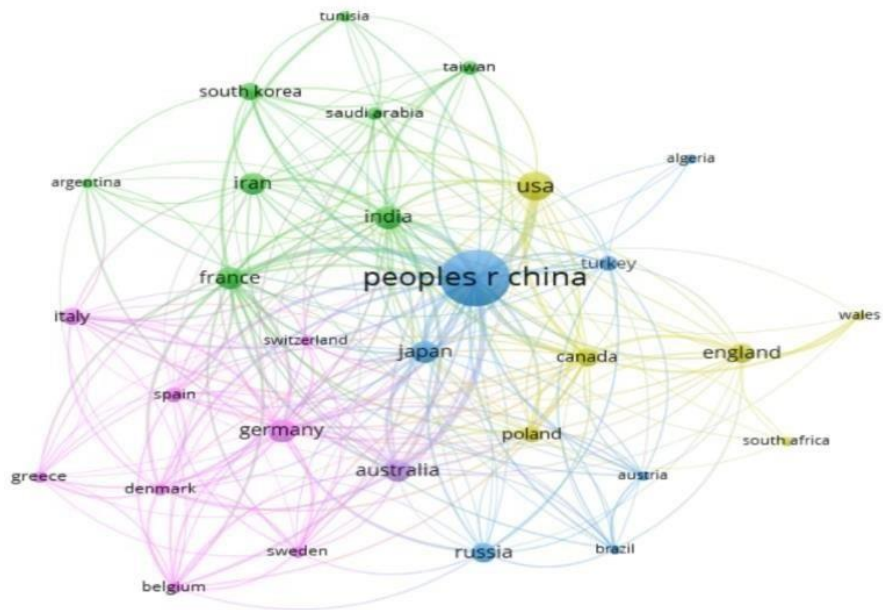 tunisia
taiwan
south korea
saudi arabia
algeria
argentina
iran
usa
india
turkey
france
peoples r china
italy
wales
switzerland
japan
canada
england
spain
germany
poland
south africa
australia
greece
denmark
austria
sweden
russia
brazil
belgium